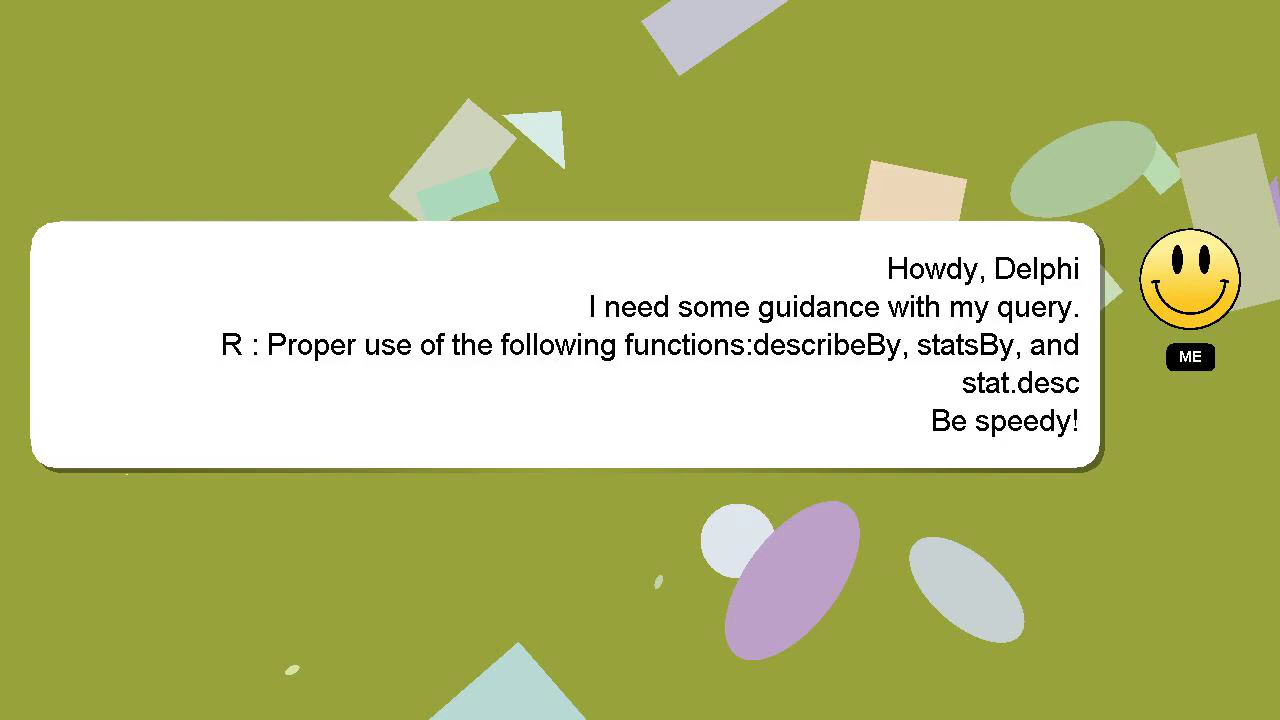 Howdy, Delphi
I need some guidance with my query.
R : Proper use of the following functions:describeBy, statsBy, and
stat.desc
Be speedy!
ME